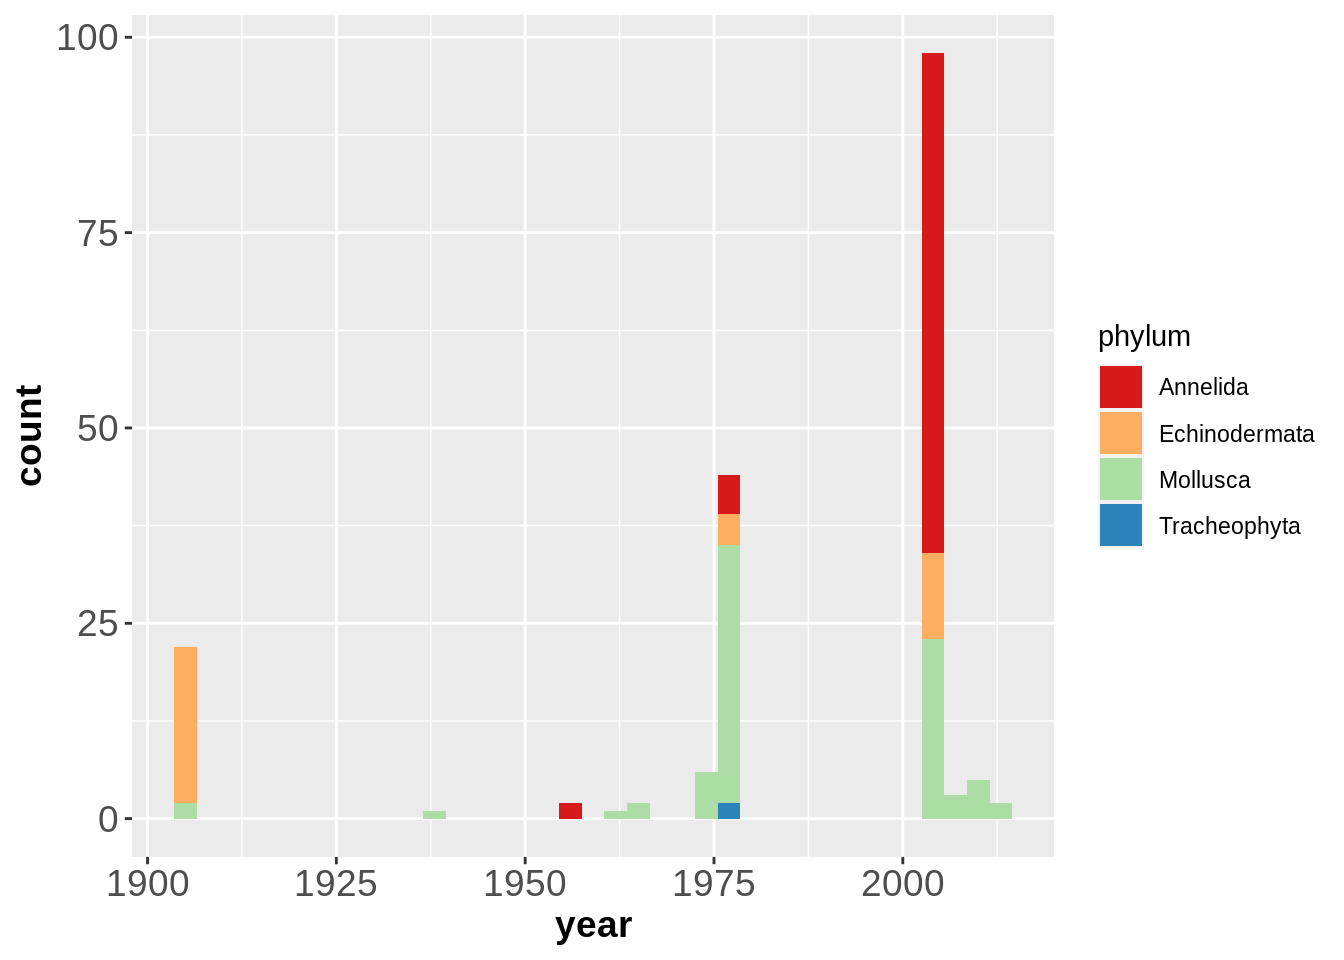 100
75
50
25
0
count
1900 1925 1950 1975 2000
year
phylum
Annelida
Echinodermata
Mollusca
Tracheophyta